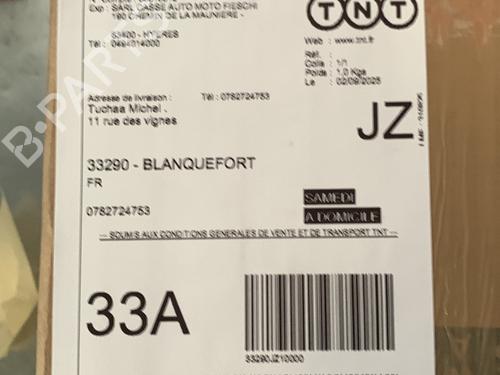 Exp : SARL CASSE AUTO MOTO FIESCHI
160 CHEMIN DE LA MAUNIERE -
83400 - HYERES
Tél : 0494014000
TNT
Web : www.tnt.fr
Réf. :
Colis : 1/1
Poids : 1,0 Kgs
Le : 02/09/2025
Adresse de livraison :
Tél : 0782724753
Tuchaa Michel .
11 rue des vignes
JZ
33290 - BLANQUEFORT
FR
0782724753
SAMEDI
A DOMICILE
--- SOUMIS AUX CONDITIONS GENERALES DE VENTE ET DE TRANSPORT TNT ---
33A
33290JZ10000
B-PARTS